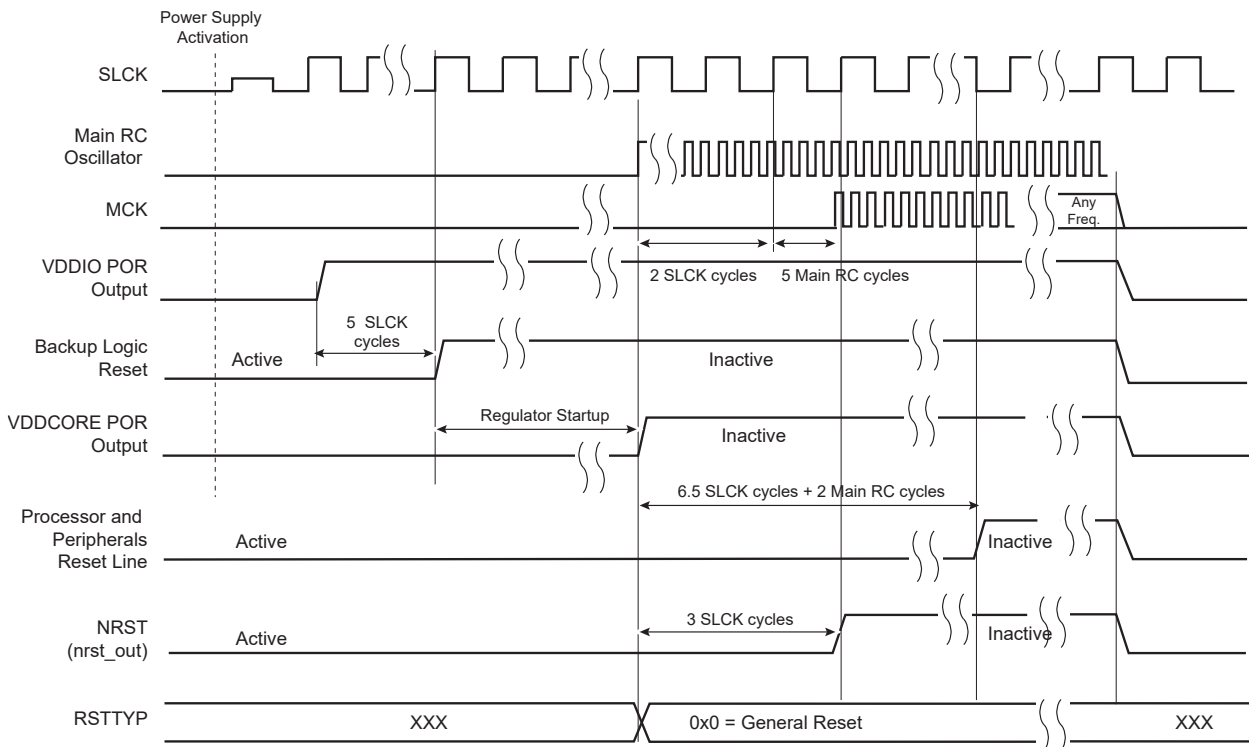 Power Supply
Activation
SLCK
Main RC
Oscillator
MCK
Any
Freq.
2 SLCK cycles
5 Main RC cycles
VDDIO POR
Output
5 SLCK
cycles
Backup Logic
Reset
Active
Inactive
Regulator Startup
VDDCORE POR
Output
Inactive
6.5 SLCK cycles + 2 Main RC cycles
Processor and
Peripherals
Reset Line
Active
Inactive
3 SLCK cycles
NRST
(nrst_out)
Active
Inactive
RSTTYP
XXX
0x0 = General Reset
XXX